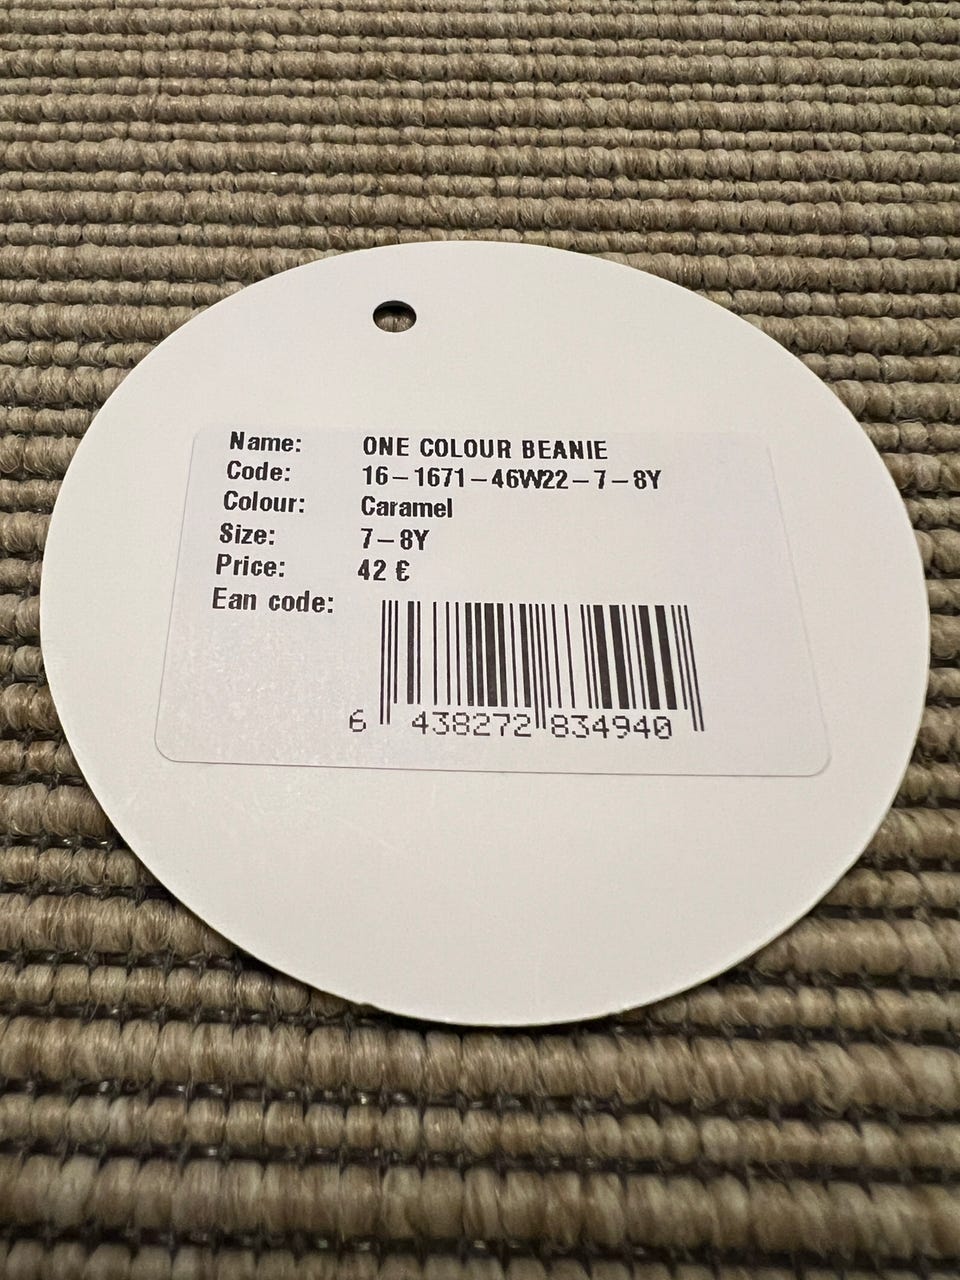 Name: ONE COLOUR BEANIE
Code: 16-1671-46W22-7-8Y
Colour: Caramel
Size: 7-8Y
Price: 42 €
Ean code:
6 438272 834940